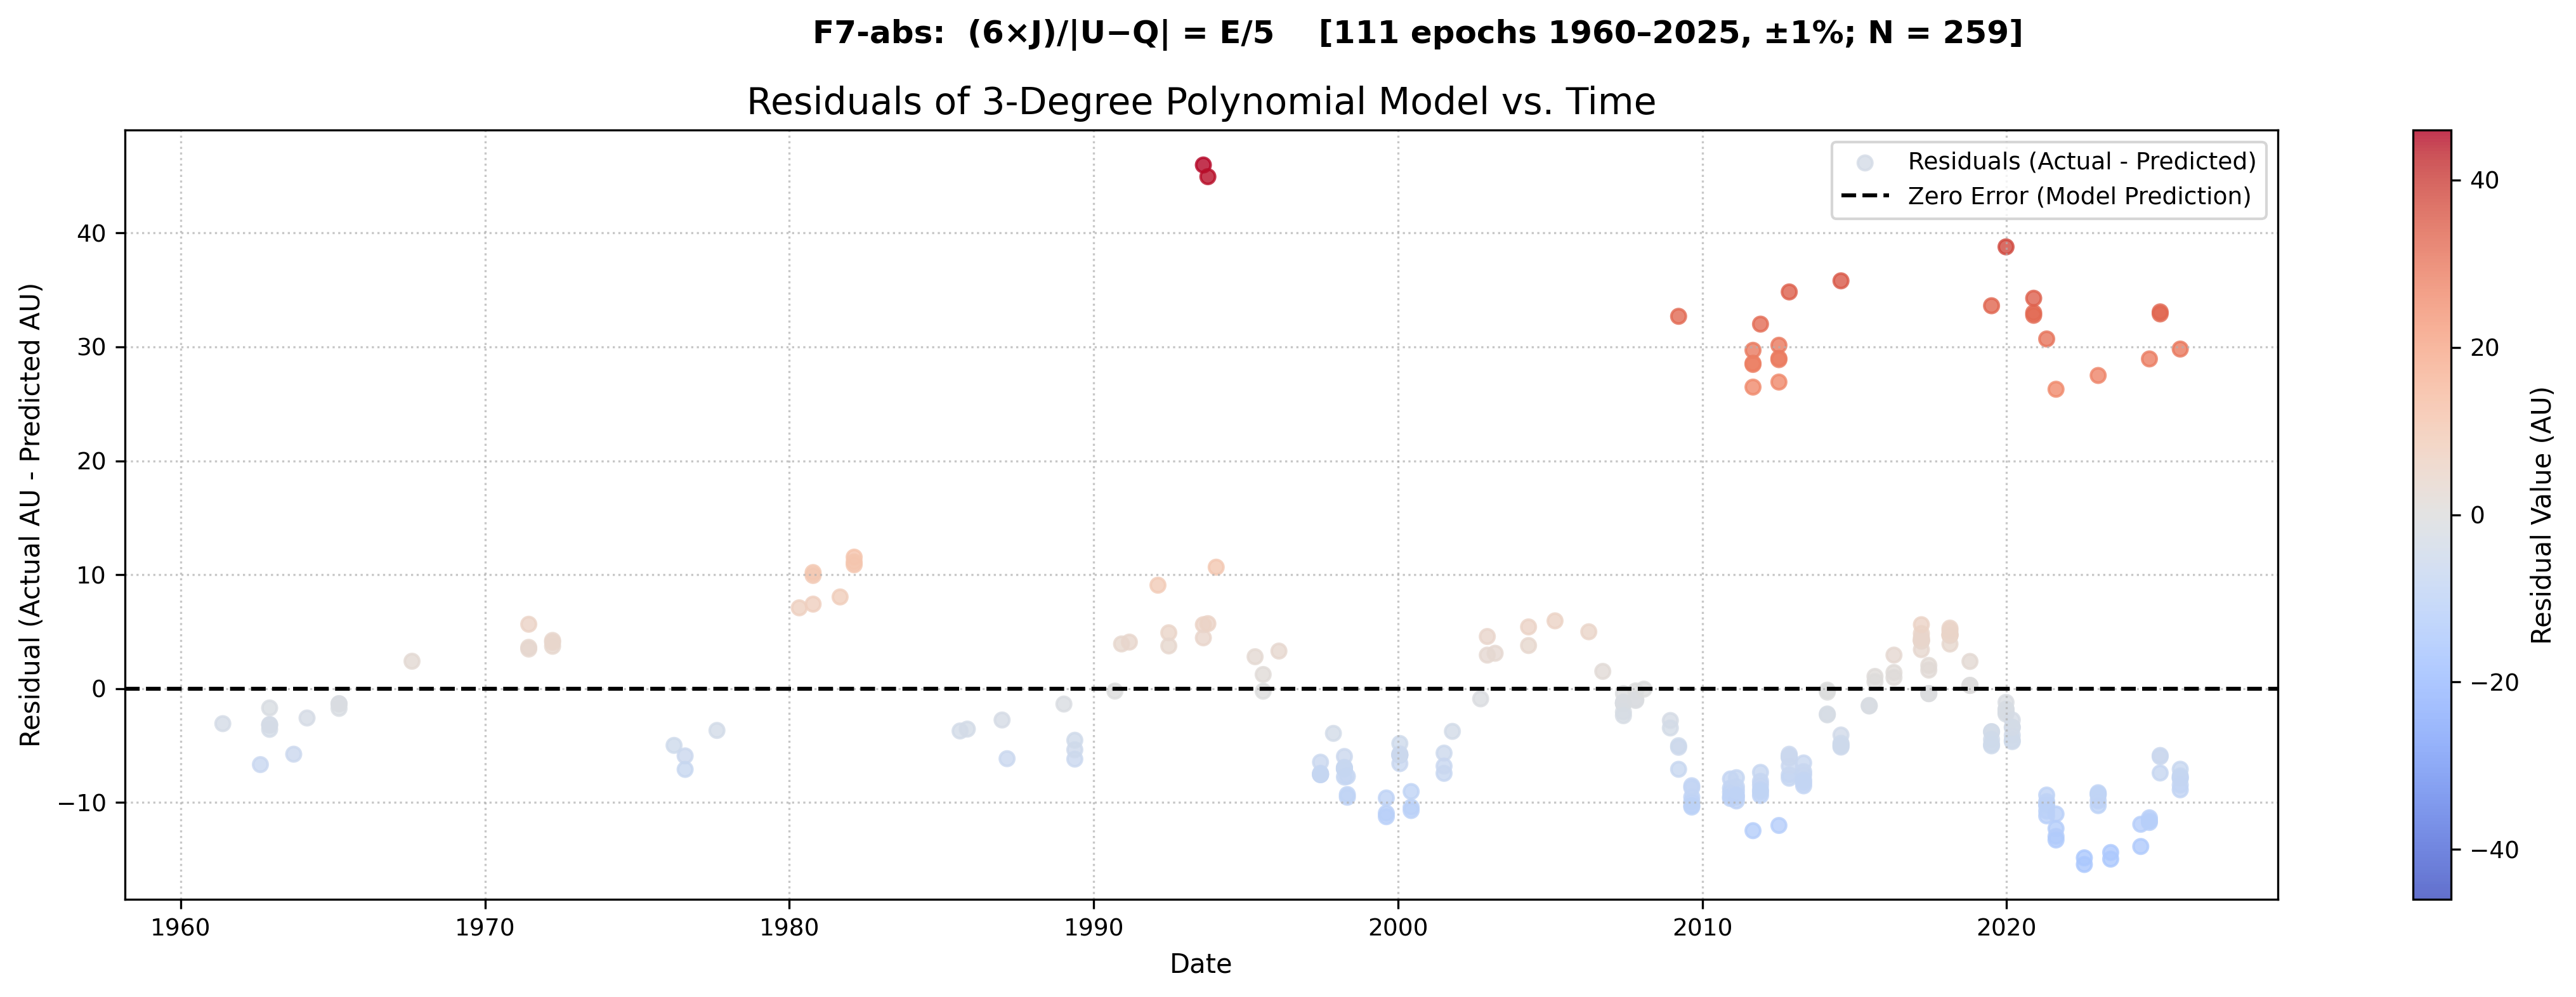 F7-abs: (6×J)/|U−Q| = E/5 [111 epochs 1960–2025, ±1%; N = 259]
Residuals of 3-Degree Polynomial Model vs. Time
Residuals (Actual - Predicted)
Zero Error (Model Prediction)
Residual (Actual AU - Predicted AU)
40
30
20
10
0
−10
1960
1970
1980
1990
2000
2010
2020
Date
40
20
0
−20
−40
Residual Value (AU)